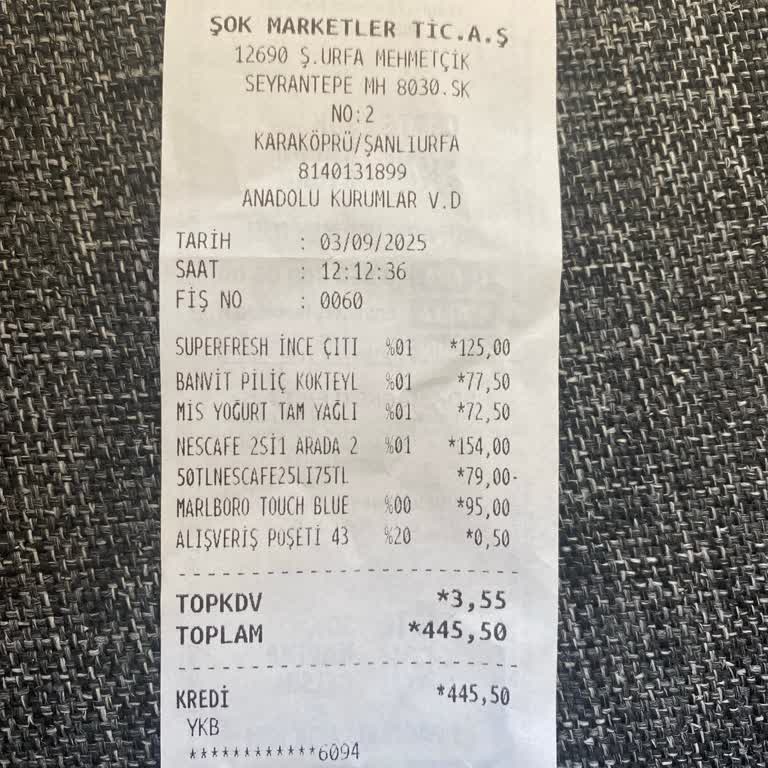 ŞOK MARKETLER TİC.A.Ş
12690 Ş.URFA MEHMETÇİK
SEYRANTEPE MH 8030.SK
NO:2
KARAKÖPRÜ/ŞANLIURFA
8140131899
ANADOLU KURUMLAR V.D
TARİH : 03/09/2025
SAAT : 12:12:36
FİŞ NO : 0060
SUPERFRESH İNCE ÇITI %01 *125,00
BANVİT PİLİÇ KOKTEYL %01 *77,50
MİS YOĞURT TAM YAĞLI %01 *72,50
NESCAFE 2Sİ1 ARADA 2 %01 *154,00
50TLNESCAFE25LI75TL *79,00-
MARLBORO TOUCH BLUE %00 *95,00
ALIŞVERİŞ POŞETİ 43 %20 *0,50
TOPKDV *3,55
TOPLAM *445,50
KREDİ *445,50
YKB
************6094